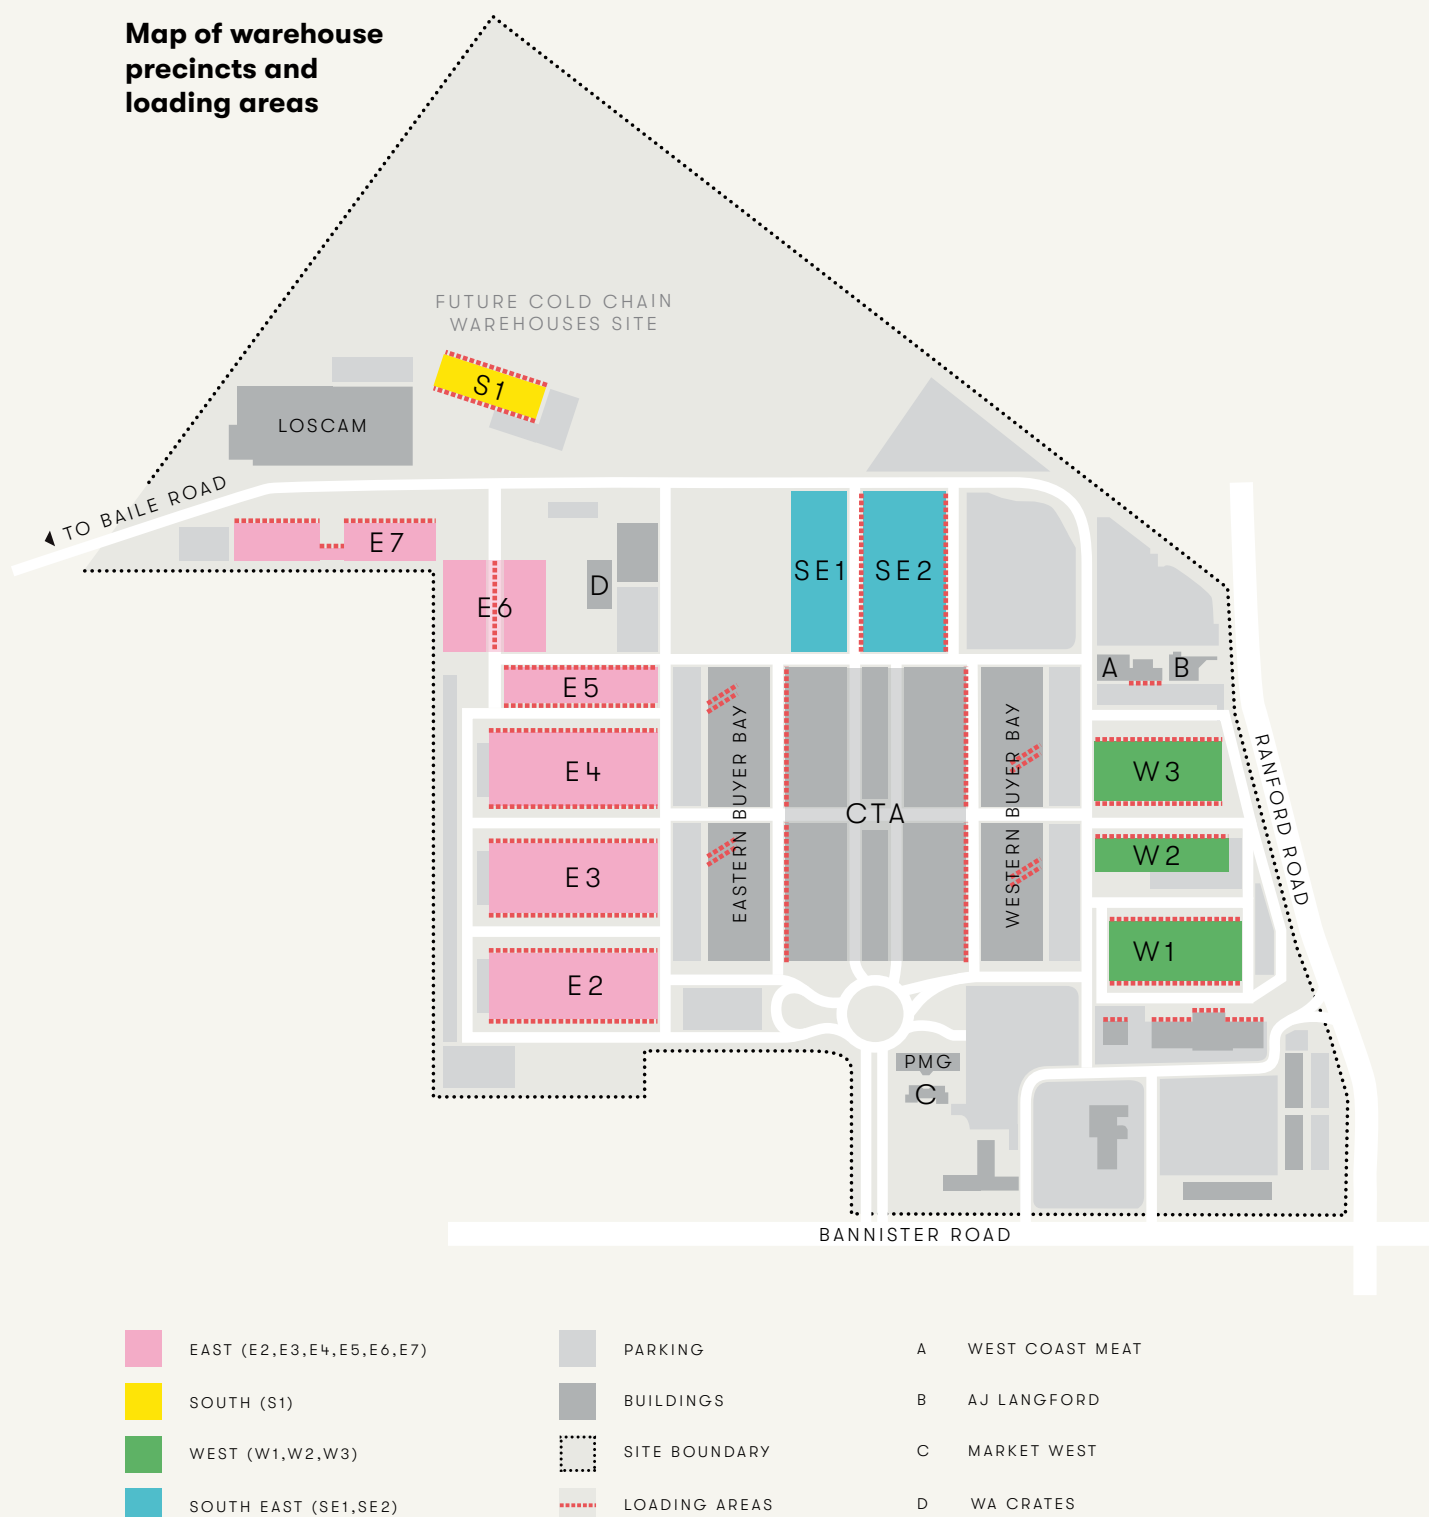 Map of warehouse
precincts and
loading areas
FUTURE COLD CHAIN
WAREHOUSES SITE
S1
LOSCAM
TO BAILE ROAD
E7
E6
D
SE1
SE2
E5
A
B
E4
EASTERN BUYER BAY
CTA
WESTERN BUYER BAY
W3
RANFORD ROAD
W2
E3
W1
E2
PMG
C
BANNISTER ROAD
EAST (E2,E3,E4,E5,E6,E7)
SOUTH (S1)
WEST (W1,W2,W3)
SOUTH EAST (SE1,SE2)
PARKING
BUILDINGS
SITE BOUNDARY
LOADING AREAS
A WEST COAST MEAT
B AJ LANGFORD
C MARKET WEST
D WA CRATES